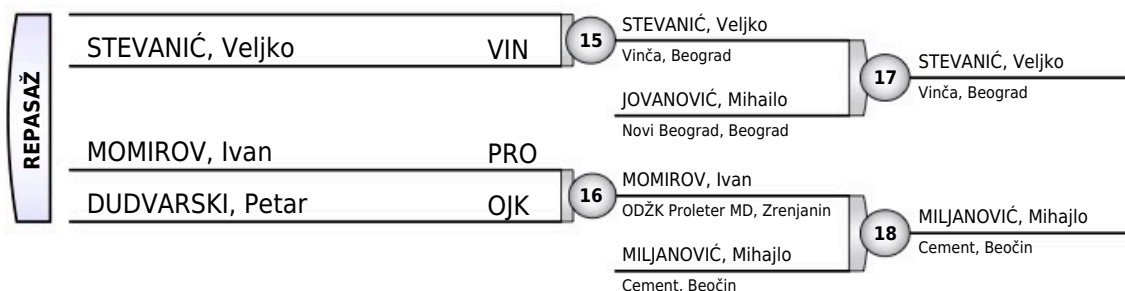 REPASAŽ
STEVANIĆ, Veljko VIN
15
STEVANIĆ, Veljko
Vinča, Beograd
JOVANOVIĆ, Mihailo
Novi Beograd, Beograd
17
STEVANIĆ, Veljko
Vinča, Beograd
MOMIROV, Ivan PRO
DUDVARSKI, Petar OJK
16
MOMIROV, Ivan
ODŽK Proleter MD, Zrenjanin
MILJANOVIĆ, Mihajlo
Cement, Beočin
18
MILJANOVIĆ, Mihajlo
Cement, Beočin